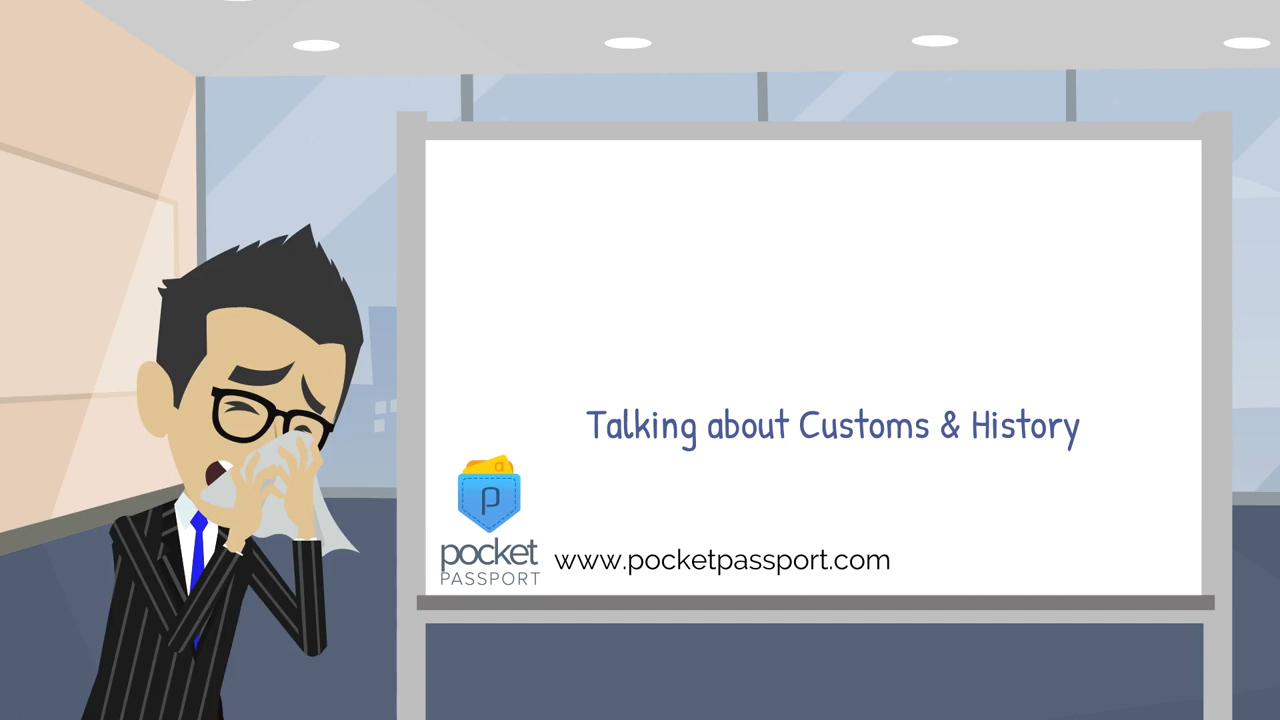 Talking about Customs & History
a
p
pocket
PASSPORT
www.pocketpassport.com